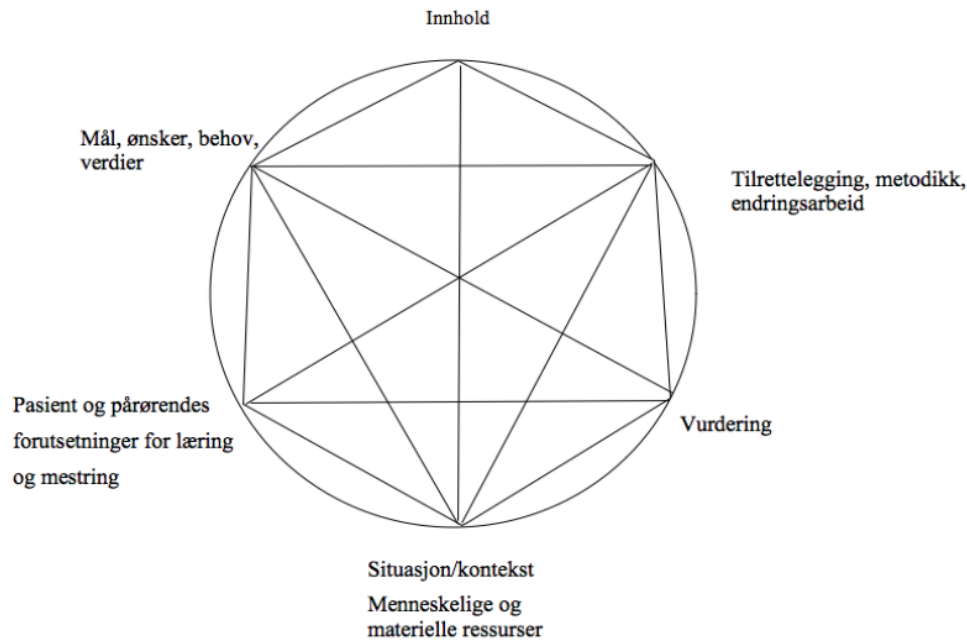 Innhold
Mål, ønsker, behov,
verdier
Tilrettelegging, metodikk,
endringsarbeid
Pasient og pårørendes
forutsetninger for læring
og mestring
Vurdering
Situasjon/kontekst
Menneskelige og
materielle ressurser